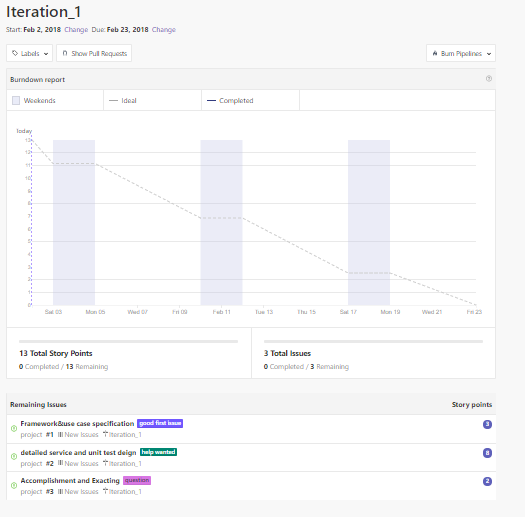 Iteration_1
Start: Feb 2, 2018 Change Due: Feb 23, 2018 Change
Labels Show Pull Requests Burn Pipelines
Burndown report
Weekends Ideal Completed
Today
13
12
11
10
9
8
7
6
5
4
3
2
1
0
Sat 03 Mon 05 Wed 07 Fri 09 Feb 11 Tue 13 Thu 15 Sat 17 Mon 19 Wed 21 Fri 23
13 Total Story Points 3 Total Issues
0 Completed / 13 Remaining 0 Completed / 3 Remaining
Remaining Issues Story points
Framework&use case specification good first issue 3
project #1 New Issues Iteration_1
detailed service and unit test deign help wanted 8
project #2 New Issues Iteration_1
Accomplishment and Exacting question 2
project #3 New Issues Iteration_1